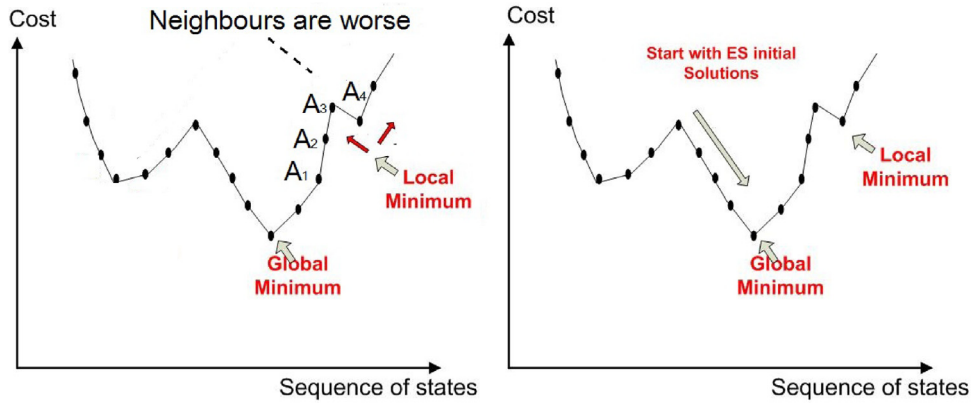 Cost
Neighbours are worse
A3
A4
A2
A1
Local
Minimum
Global
Minimum
Sequence of states
Cost
Start with ES initial
Solutions
Local
Minimum
Global
Minimum
Sequence of states